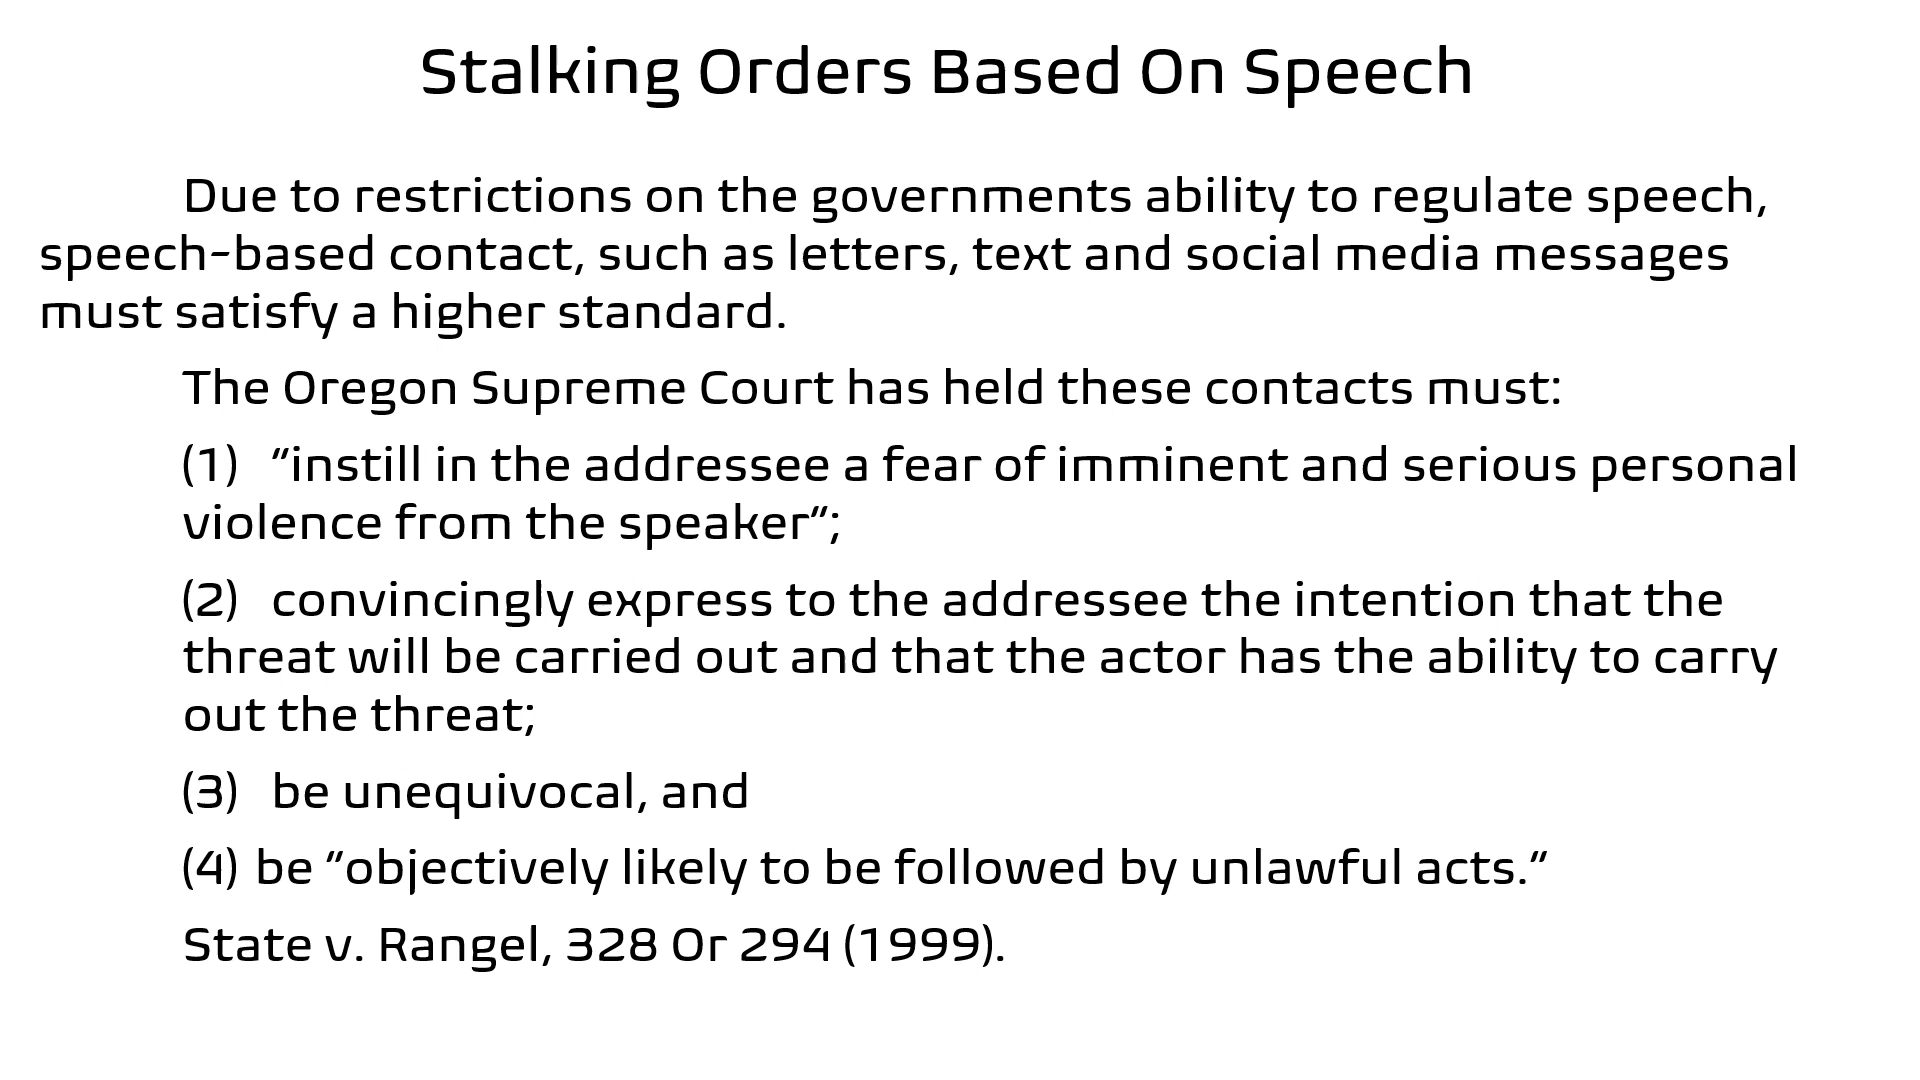 Stalking Orders Based On Speech
Due to restrictions on the governments ability to regulate speech,
speech-based contact, such as letters, text and social media messages
must satisfy a higher standard.
The Oregon Supreme Court has held these contacts must:
(1) "instill in the addressee a fear of imminent and serious personal
violence from the speaker";
(2) convincingly express to the addressee the intention that the
threat will be carried out and that the actor has the ability to carry
out the threat;
(3) be unequivocal, and
(4) be "objectively likely to be followed by unlawful acts."
State v. Rangel, 328 Or 294 (1999).